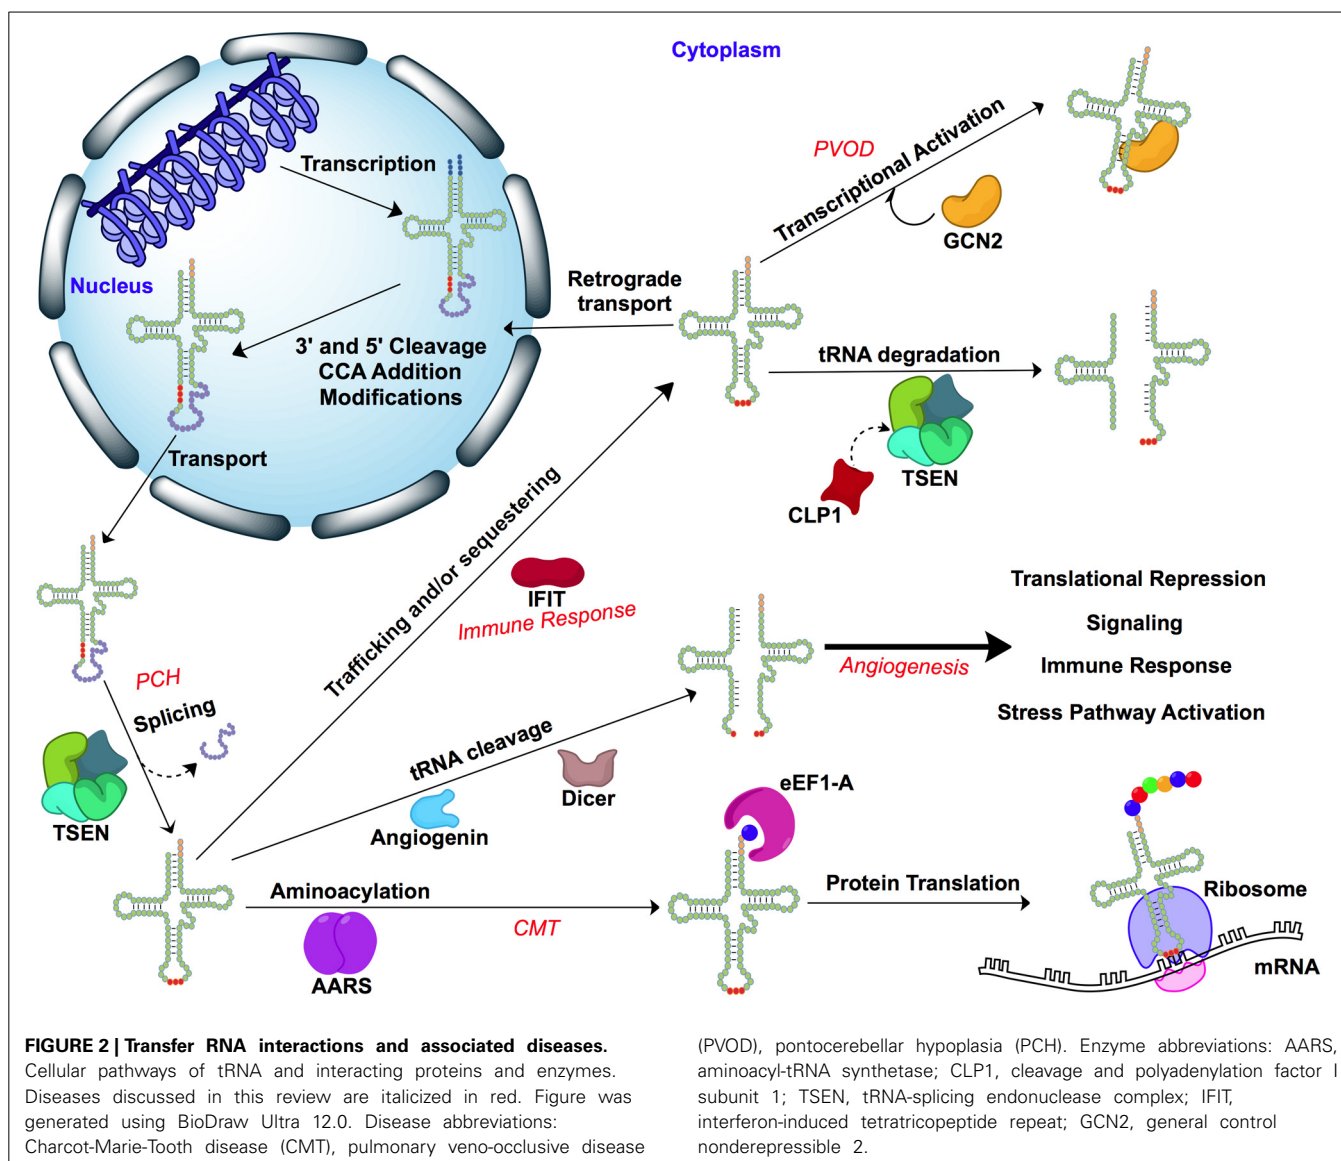 Cytoplasm
Transcription
Nucleus
3' and 5' Cleavage
CCA Addition
Modifications
Transport
Retrograde
transport
PVOD
Transcriptional Activation
GCN2
tRNA degradation
TSEN
CLP1
Trafficking and/or sequestering
IFIT
Immune Response
PCH
Splicing
TSEN
tRNA cleavage
Angiogenin
Dicer
Angiogenesis
Translational Repression
Signaling
Immune Response
Stress Pathway Activation
Aminoacylation
AARS
CMT
eEF1-A
Protein Translation
Ribosome
mRNA
FIGURE 2 | Transfer RNA interactions and associated diseases.
Cellular pathways of tRNA and interacting proteins and enzymes.
Diseases discussed in this review are italicized in red. Figure was
generated using BioDraw Ultra 12.0. Disease abbreviations:
Charcot-Marie-Tooth disease (CMT), pulmonary veno-occlusive disease
(PVOD), pontocerebellar hypoplasia (PCH). Enzyme abbreviations: AARS,
aminoacyl-tRNA synthetase; CLP1, cleavage and polyadenylation factor I
subunit 1; TSEN, tRNA-splicing endonuclease complex; IFIT,
interferon-induced tetratricopeptide repeat; GCN2, general control
nonderepressible 2.